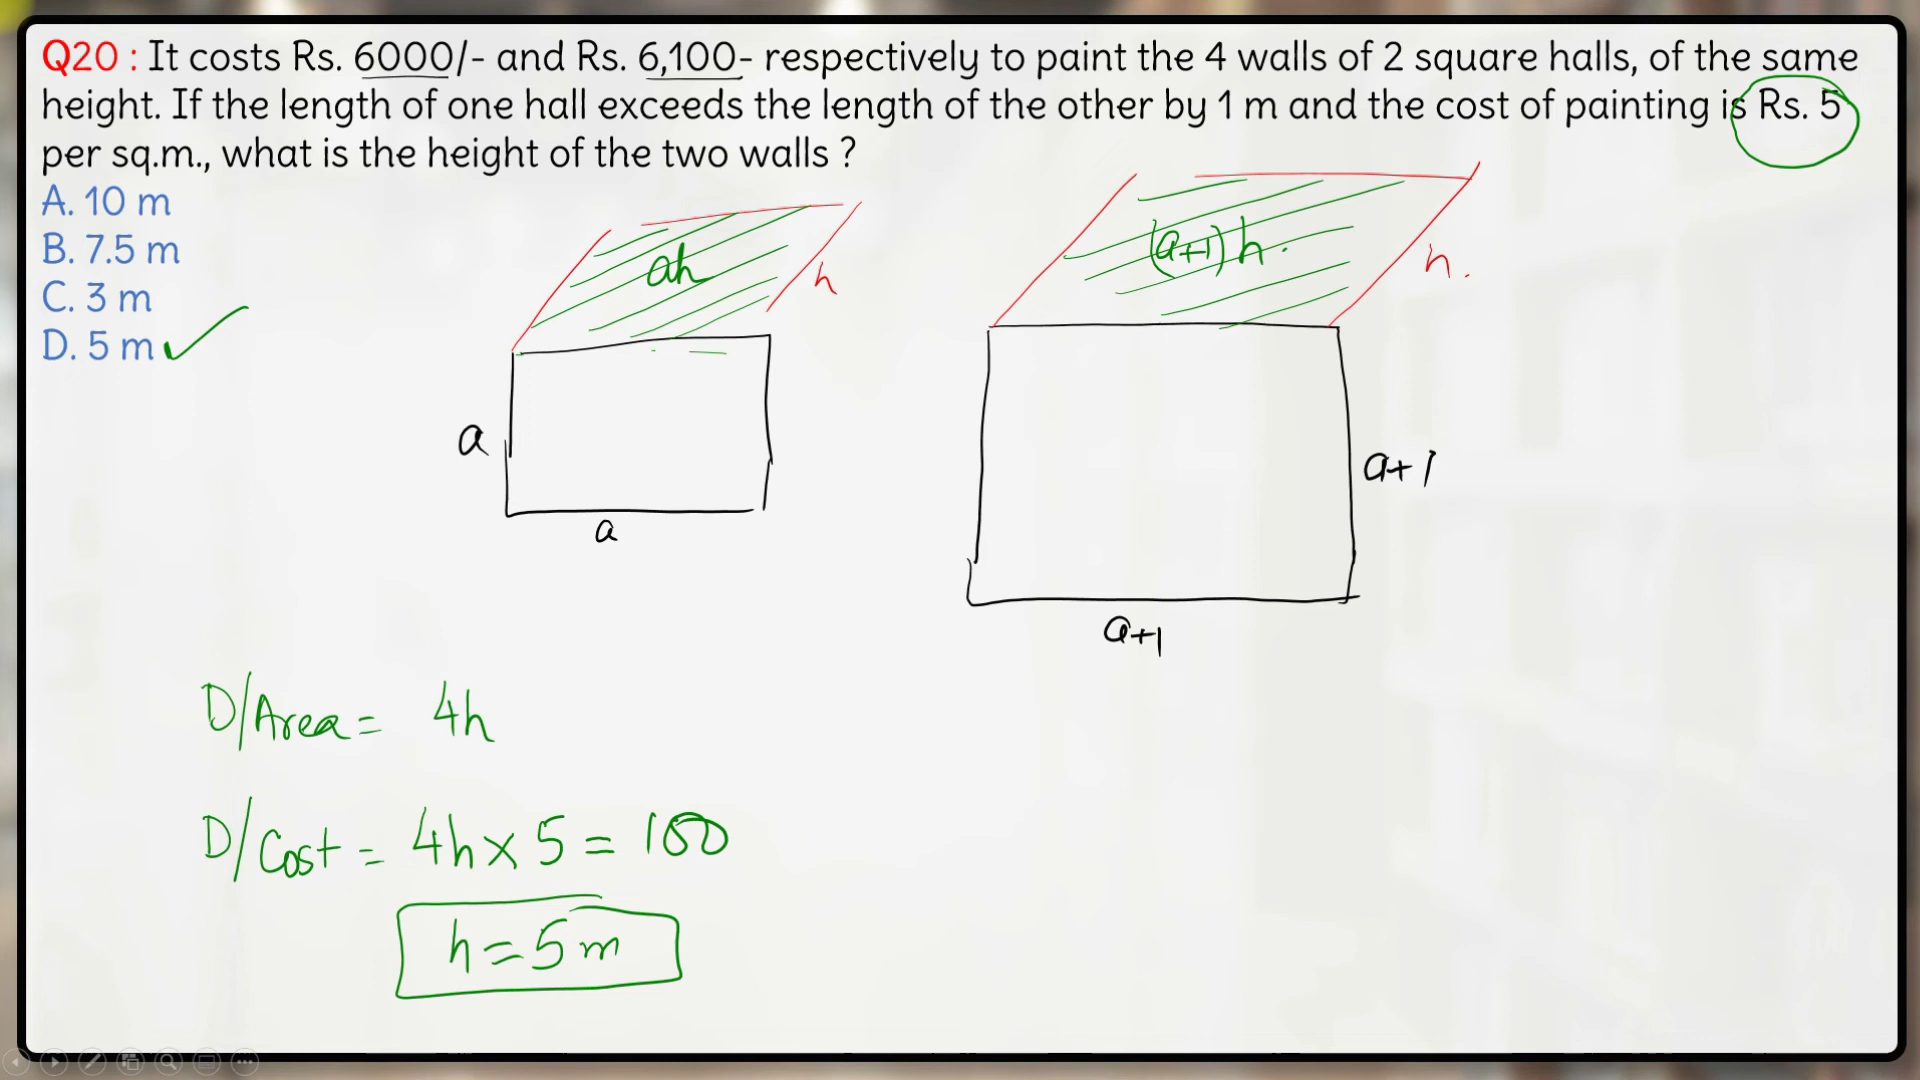 Q20 : It costs Rs. 6000/- and Rs. 6,100- respectively to paint the 4 walls of 2 square halls, of the same
height. If the length of one hall exceeds the length of the other by 1 m and the cost of painting is Rs. 5
per sq.m., what is the height of the two walls ?
A. 10 m
B. 7.5 m
C. 3 m
D. 5 m
ah
h
(a+1)h.
h.
a
a
a+1
a+1
D/Area = 4h
D/Cost = 4h × 5 = 100
h = 5m